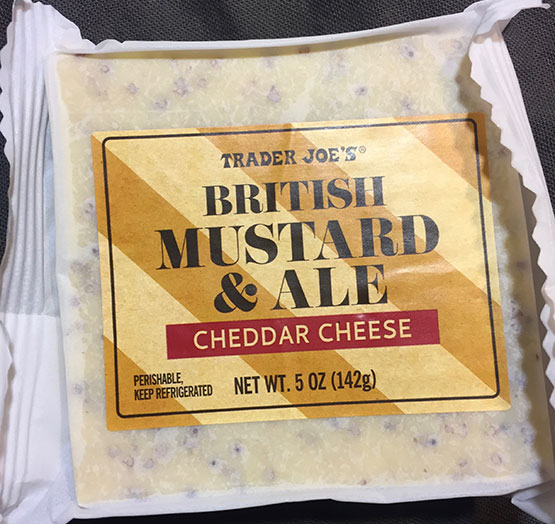 TRADER JOE'S®
BRITISH
MUSTARD
& ALE
CHEDDAR CHEESE
PERISHABLE,
KEEP REFRIGERATED
NET WT. 5 OZ (142g)